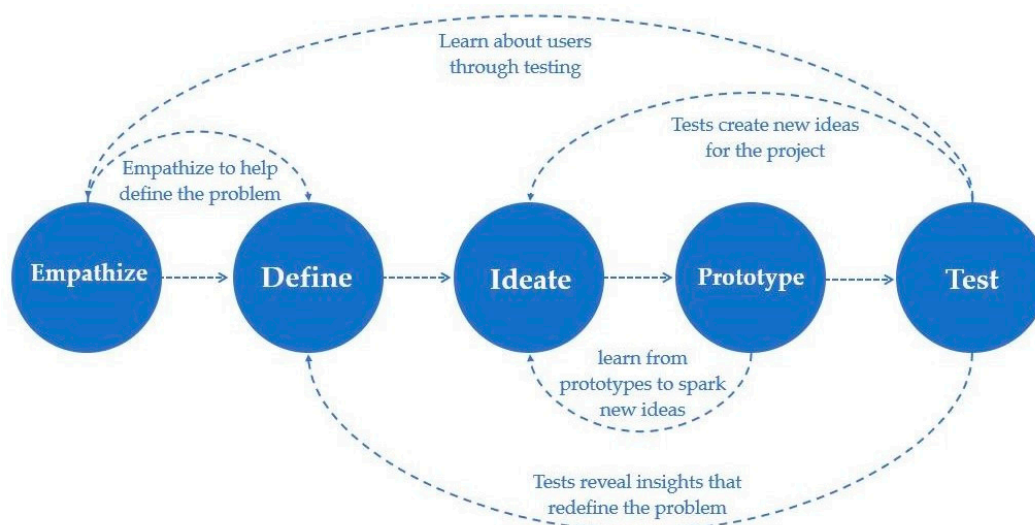 Learn about users
through testing
Tests create new ideas
for the project
Empathize to help
define the problem
Empathize
Define
Ideate
Prototype
Test
learn from
prototypes to spark
new ideas
Tests reveal insights that
redefine the problem